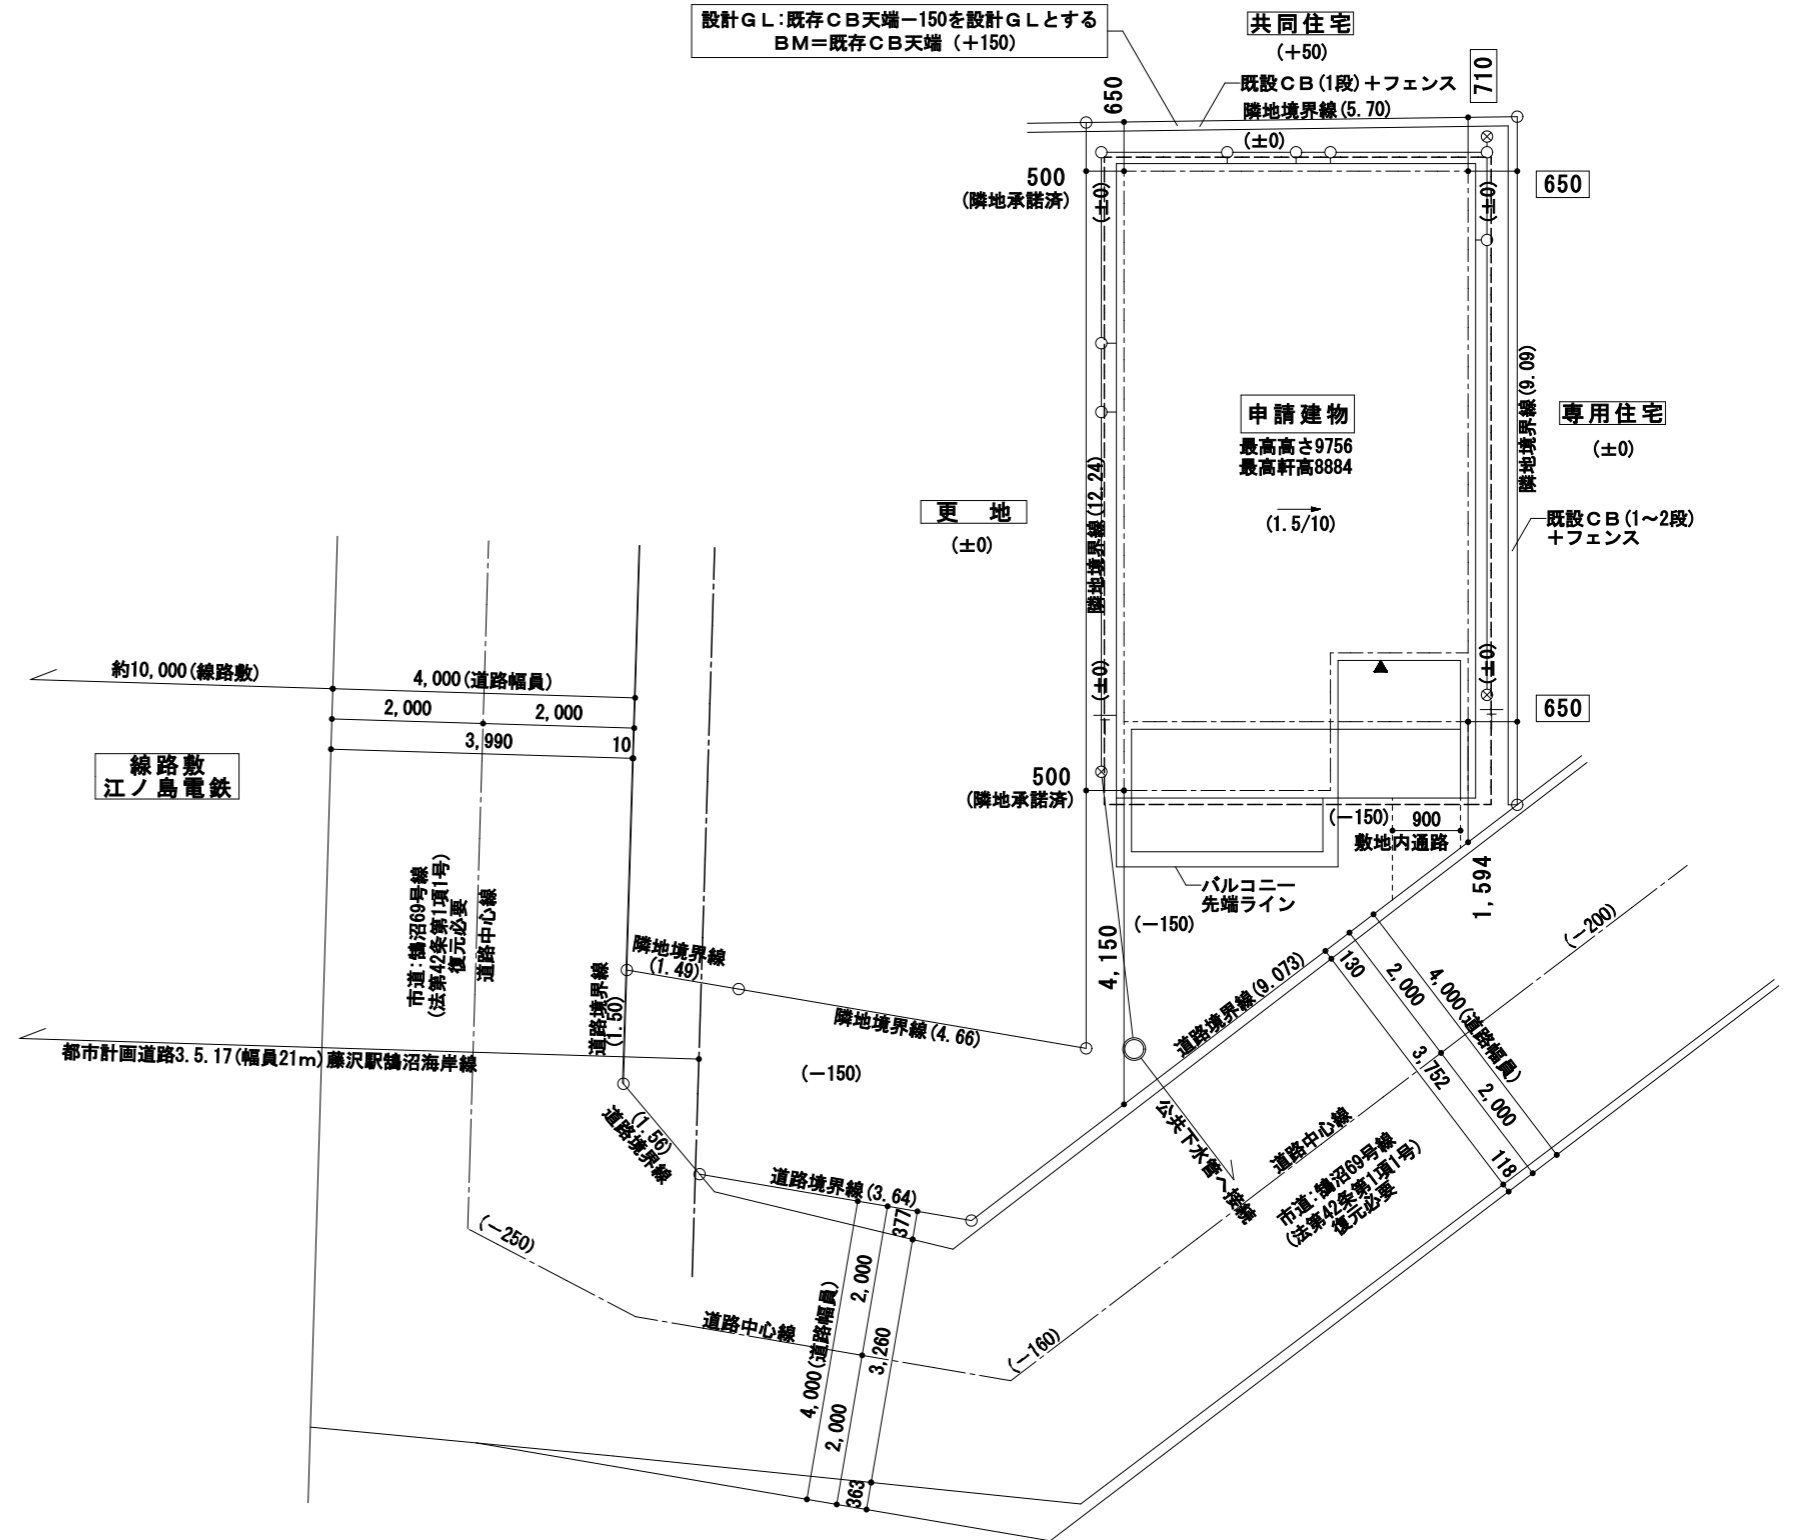 設計GL:既存CB天端−150を設計GLとする
BM=既存CB天端(+150)
共同住宅
(+50)
既設CB(1段)+フェンス
隣地境界線(5.70)
650
710
(±0)
500
(隣地承諾済)
(±0)
(±0)
650
申請建物
最高高さ9756
最高軒高8884
(1.5/10)
隣地境界線(9.09)
専用住宅
(±0)
既設CB(1〜2段)
+フェンス
隣地境界線(12.24)
更 地
(±0)
約10,000(線路敷)
4,000(道路幅員)
2,000
2,000
3,990
10
線路敷
江ノ島電鉄
(±0)
(±0)
650
500
(隣地承諾済)
(−150)
900
敷地内通路
バルコニー
先端ライン
1,594
(−150)
4,150
市道:鵠沼69号線
(法第42条第1項1号)
復元必要
道路中心線
道路境界線
(1.50)
隣地境界線
(1.49)
隣地境界線(4.66)
都市計画道路3.5.17(幅員21m)藤沢駅鵠沼海岸線
(−150)
(1.56)
道路境界線
道路境界線(3.64)
道路境界線(9.073)
130
2,000
4,000(道路幅員)
3,752
2,000
118
(−200)
公共下水管へ接続
道路中心線
市道:鵠沼69号線
(法第42条第1項1号)
復元必要
(−250)
道路中心線
377
2,000
4,000(道路幅員)
3,260
2,000
363
(−160)